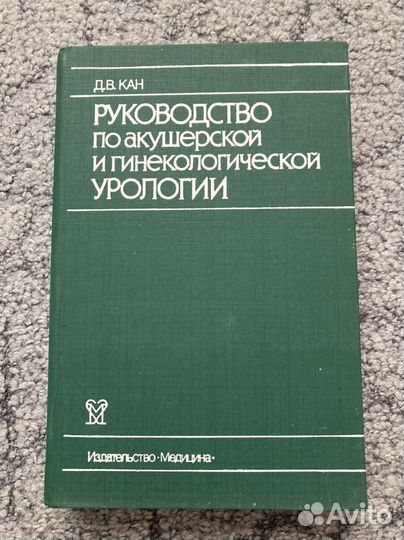 Д.В. КАН
РУКОВОДСТВО
ПО АКУШЕРСКОЙ
И ГИНЕКОЛОГИЧЕСКОЙ
УРОЛОГИИ
М
Издательство · Медицина ·
Avito